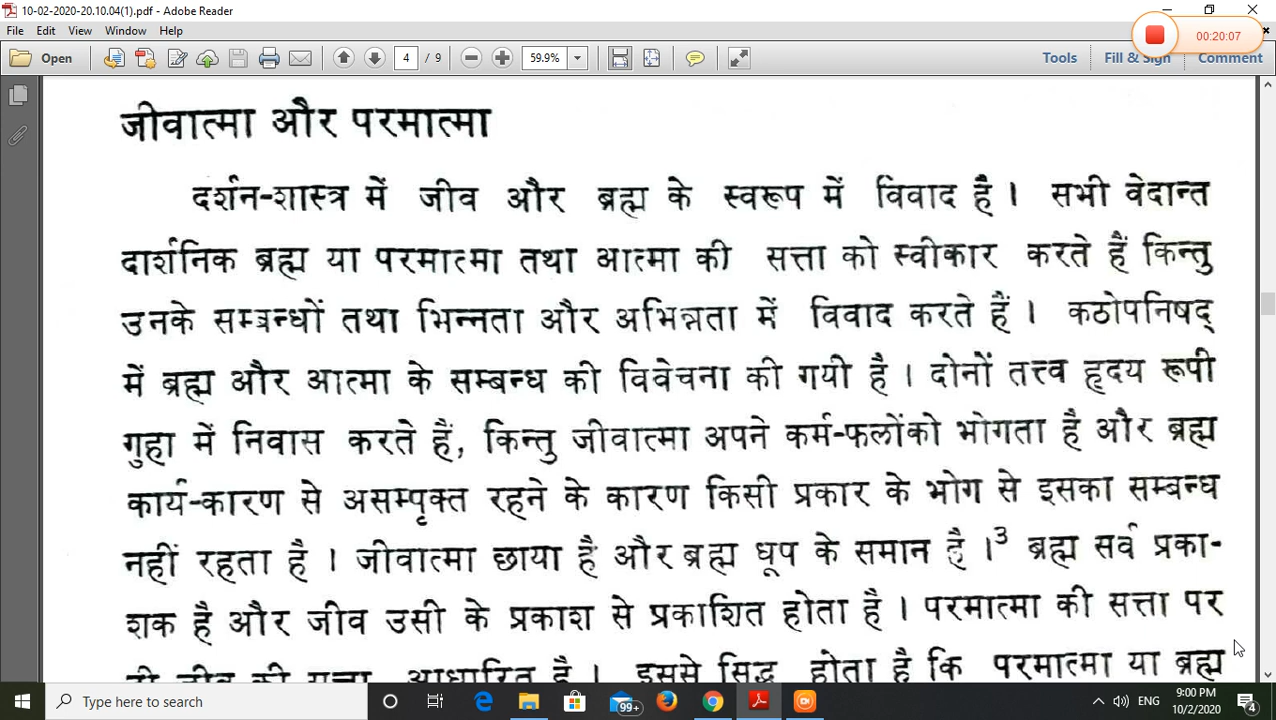 10-02-2020-20.10.04(1).pdf - Adobe Reader
File Edit View Window Help
00:20:07
Open 4 / 9 59.9% Tools Fill & Sign Comment
जीवात्मा और परमात्मा
दर्शन-शास्त्र में जीव और ब्रह्म के स्वरूप में विवाद है । सभी वेदान्त
दार्शनिक ब्रह्म या परमात्मा तथा आत्मा की सत्ता को स्वीकार करते हैं किन्तु
उनके सम्बन्धों तथा भिन्नता और अभिन्नता में विवाद करते हैं । कठोपनिषद्
में ब्रह्म और आत्मा के सम्बन्ध की विवेचना की गयी है । दोनों तत्त्व हृदय रूपी
गुहा में निवास करते हैं, किन्तु जीवात्मा अपने कर्म-फलोंको भोगता है और ब्रह्म
कार्य-कारण से असम्पृक्त रहने के कारण किसी प्रकार के भोग से इसका सम्बन्ध
नहीं रहता है । जीवात्मा छाया है और ब्रह्म धूप के समान है ।3 ब्रह्म सर्व प्रका-
शक है और जीव उसी के प्रकाश से प्रकाशित होता है । परमात्मा की सत्ता पर
ही जीव की सत्ता आधारित है । इससे सिद्ध होता है कि परमात्मा या ब्रह्म
Type here to search
99+
ENG
9:00 PM
10/2/2020
4